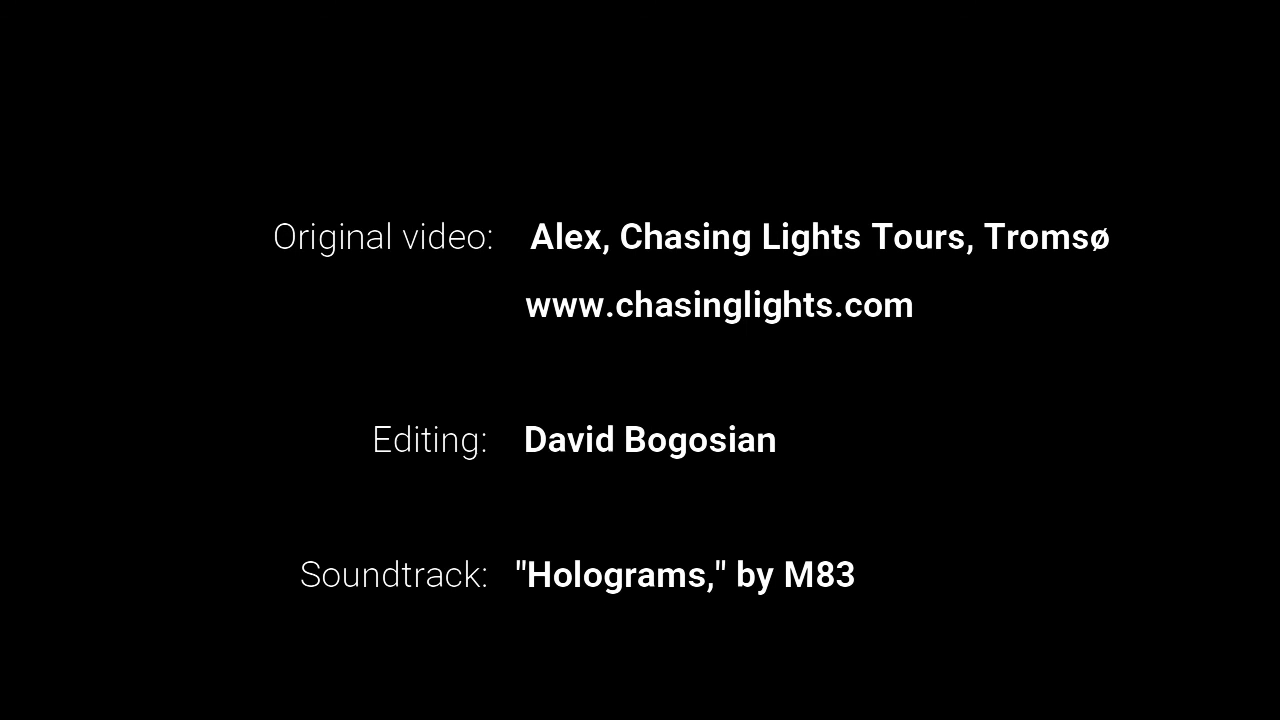 Original video: Alex, Chasing Lights Tours, Tromsø
www.chasinglights.com
Editing: David Bogosian
Soundtrack: "Holograms," by M83